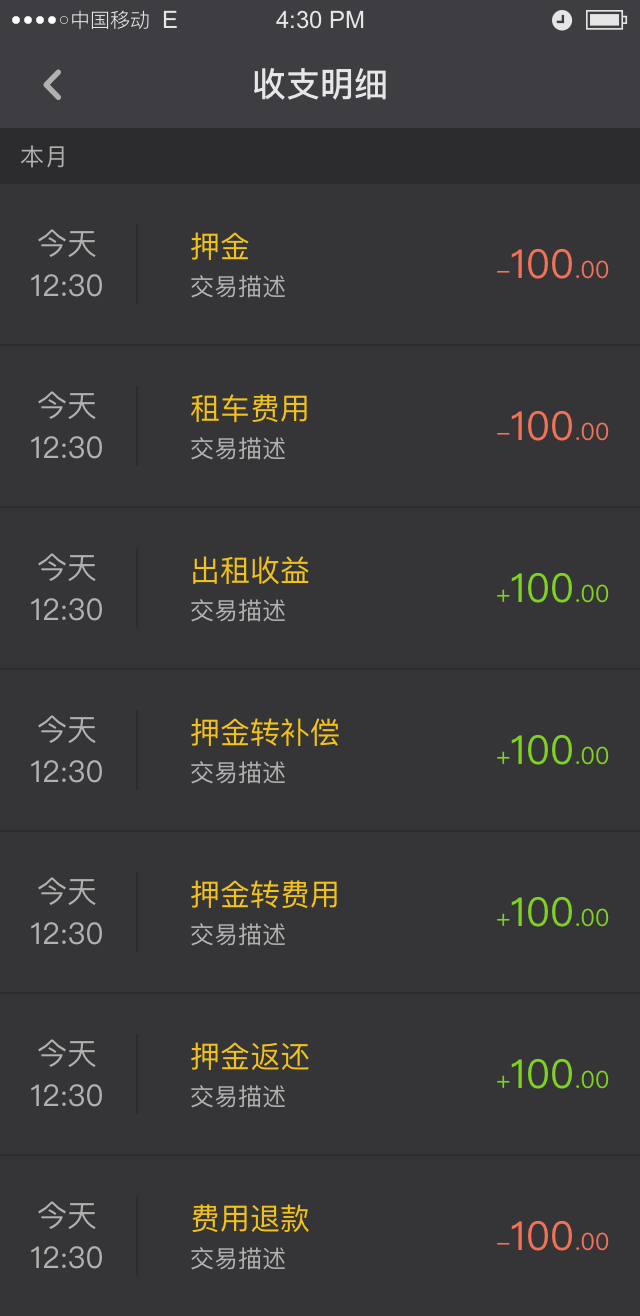 中国移动 E 4:30 PM
收支明细
本月
今天 押金
12:30 交易描述 -100.00
今天 租车费用
12:30 交易描述 -100.00
今天 出租收益
12:30 交易描述 +100.00
今天 押金转补偿
12:30 交易描述 +100.00
今天 押金转费用
12:30 交易描述 +100.00
今天 押金返还
12:30 交易描述 +100.00
今天 费用退款
12:30 交易描述 -100.00